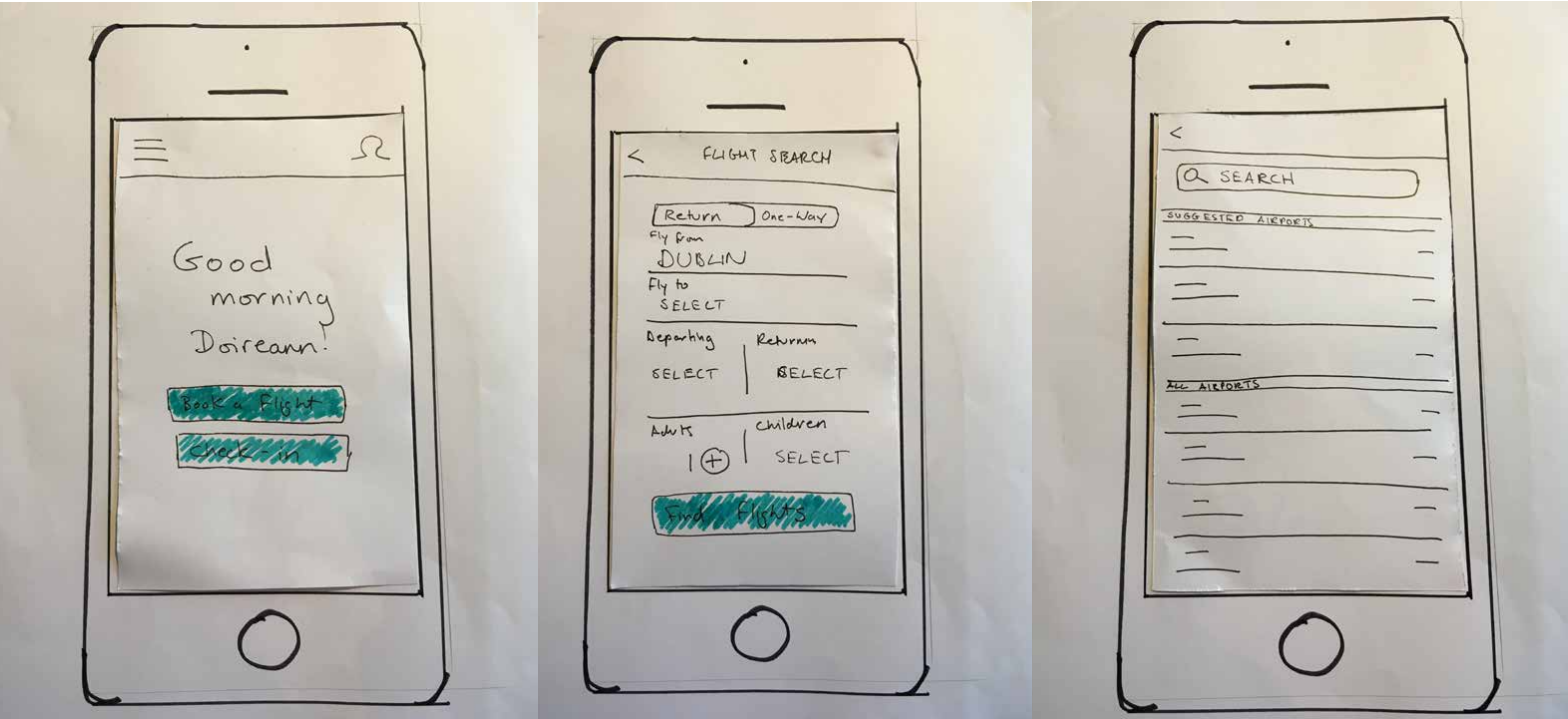 Good
morning
Doireann!
Book a Flight
Check-in
< FLIGHT SEARCH
Return One-Way
Fly from
DUBLIN
Fly to
SELECT
Departing Returnin
SELECT SELECT
Adults Children
1 + SELECT
Find Flights
<
SEARCH
SUGGESTED AIRPORTS
ALL AIRPORTS